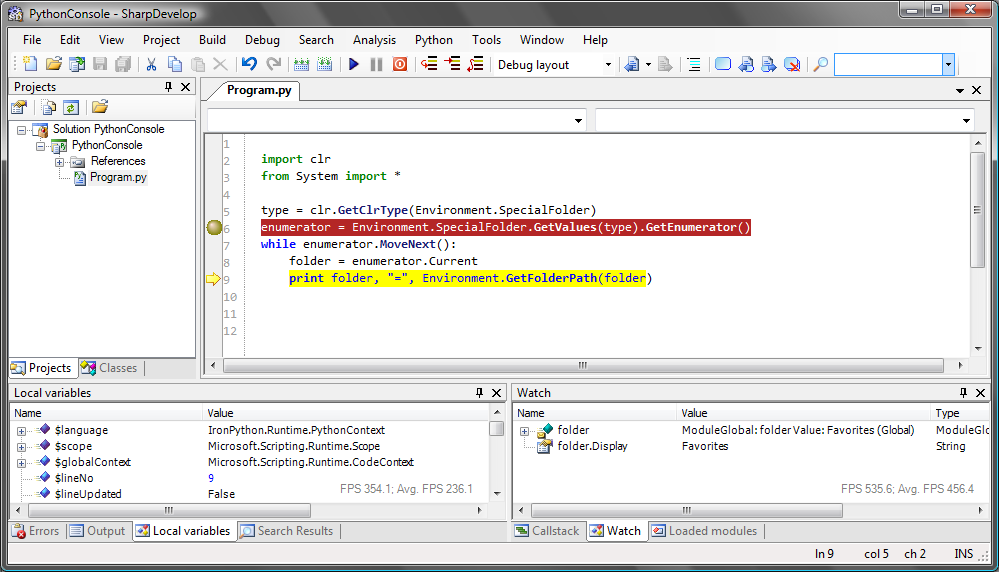 PythonConsole - SharpDevelop
File Edit View Project Build Debug Search Analysis Python Tools Window Help
Debug layout
Projects
Solution PythonConsole
PythonConsole
References
Program.py
Projects Classes
Program.py
1
2 import clr
3 from System import *
4
5 type = clr.GetClrType(Environment.SpecialFolder)
6 enumerator = Environment.SpecialFolder.GetValues(type).GetEnumerator()
7 while enumerator.MoveNext():
8 folder = enumerator.Current
9 print folder, "=", Environment.GetFolderPath(folder)
10
11
12
Local variables
Name Value
$language IronPython.Runtime.PythonContext
$scope Microsoft.Scripting.Runtime.Scope
$globalContext Microsoft.Scripting.Runtime.CodeContext
$lineNo 9
$lineUpdated False
FPS 354.1; Avg. FPS 236.1
Errors Output Local variables Search Results
Watch
Name Value Type
folder ModuleGlobal: folder Value: Favorites (Global) ModuleGlo
folder.Display Favorites String
FPS 535.6; Avg. FPS 456.4
Callstack Watch Loaded modules
ln 9 col 5 ch 2 INS